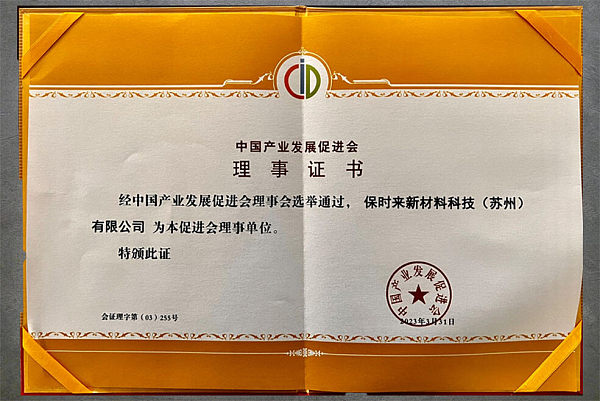 CID
中国产业发展促进会
理事证书
经中国产业发展促进会理事会选举通过，保时来新材料科技（苏州）
有限公司 为本促进会理事单位。
特颁此证
中国产业发展促进会
会证理字第（03）255号
2023年3月31日